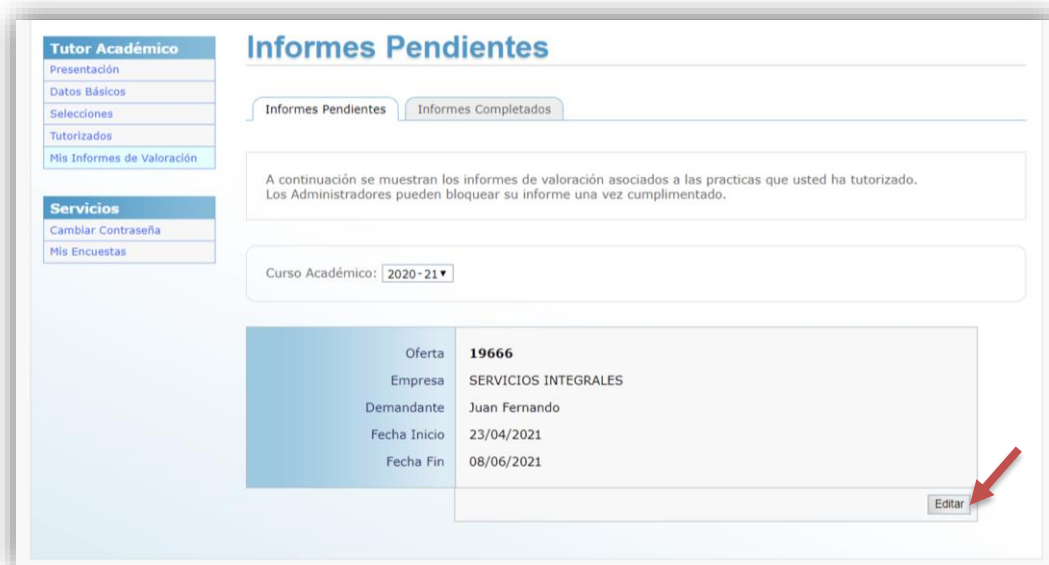 Tutor Académico
Presentación
Datos Básicos
Selecciones
Tutorizados
Mis Informes de Valoración
Servicios
Cambiar Contraseña
Mis Encuestas
Informes Pendientes
Informes Pendientes
Informes Completados
A continuación se muestran los informes de valoración asociados a las practicas que usted ha tutorizado.
Los Administradores pueden bloquear su informe una vez cumplimentado.
Curso Académico: 2020-21
Oferta 19666
Empresa SERVICIOS INTEGRALES
Demandante Juan Fernando
Fecha Inicio 23/04/2021
Fecha Fin 08/06/2021
Editar